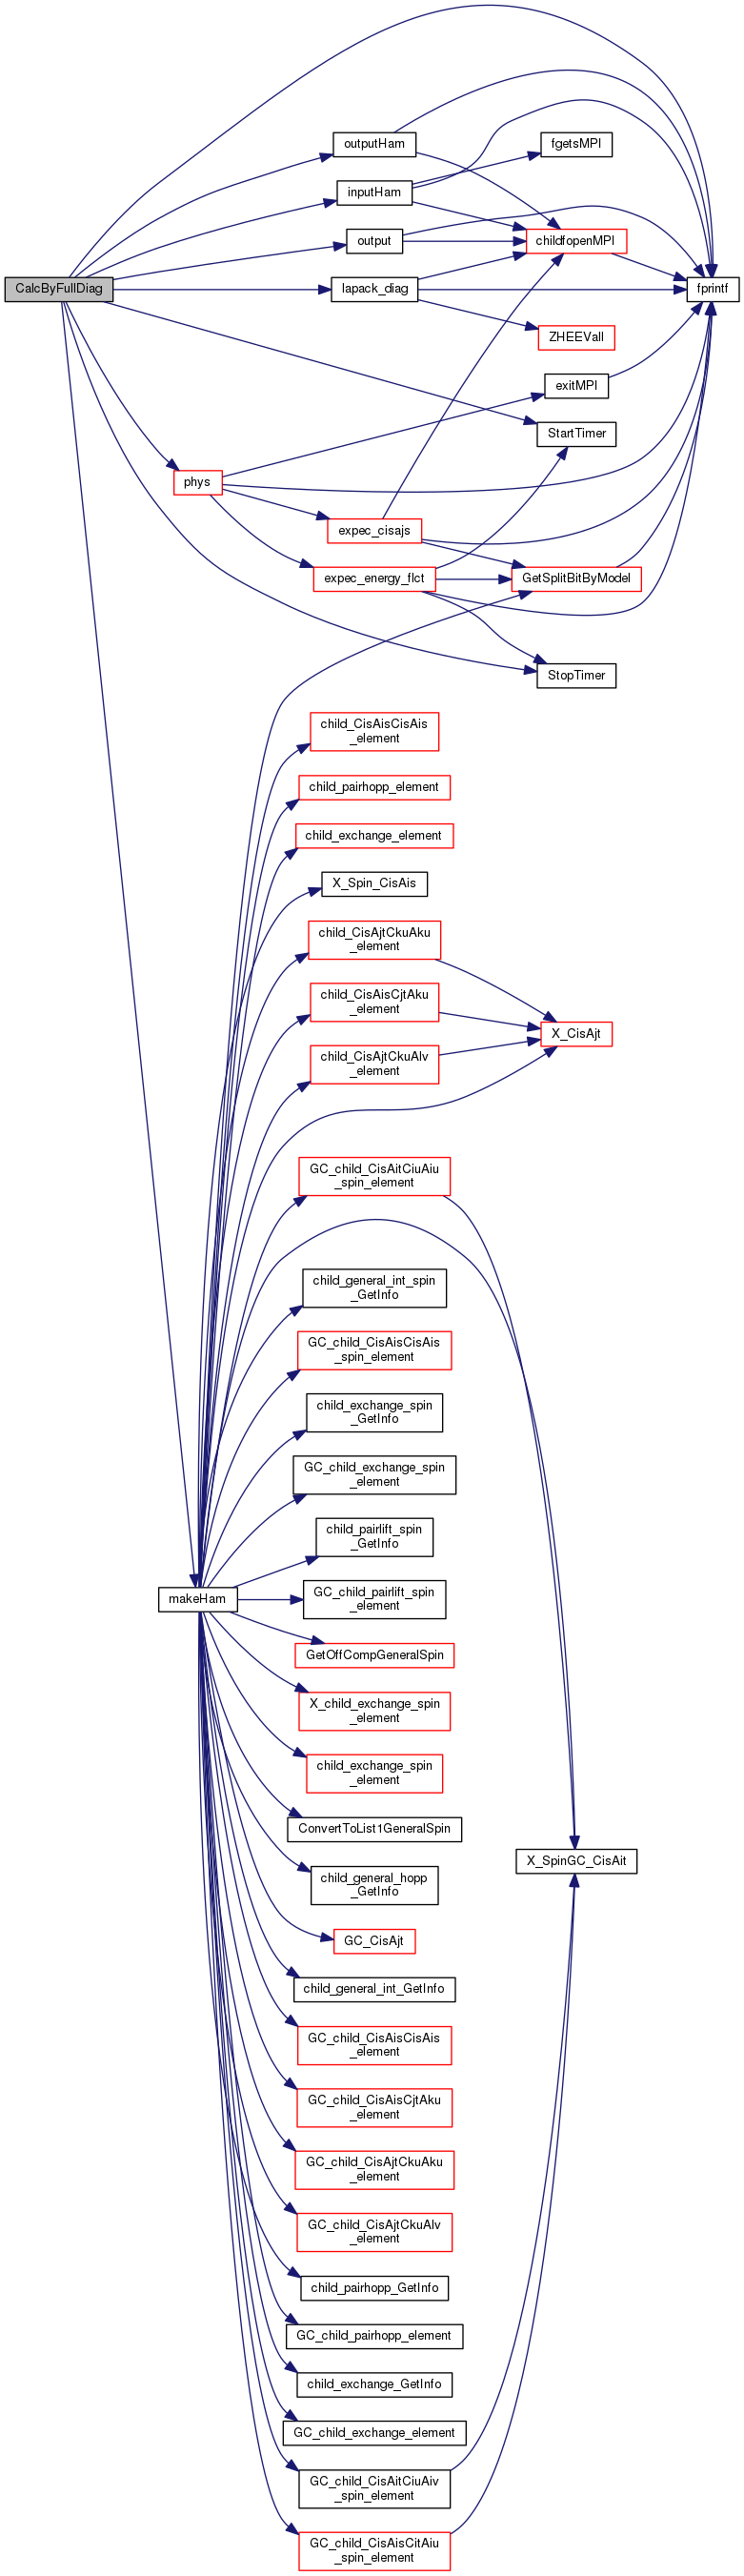 outputHam
fgetsMPI
inputHam
output
childfopenMPI
CalcByFullDiag
lapack_diag
fprintf
ZHEEVall
exitMPI
StartTimer
phys
expec_cisajs
expec_energy_flct
GetSplitBitByModel
StopTimer
child_CisAisCisAis
_element
child_pairhopp_element
child_exchange_element
X_Spin_CisAis
child_CisAjtCkuAku
_element
child_CisAisCjtAku
_element
X_CisAjt
child_CisAjtCkuAlv
_element
GC_child_CisAitCiuAiu
_spin_element
child_general_int_spin
_GetInfo
GC_child_CisAisCisAis
_spin_element
child_exchange_spin
_GetInfo
GC_child_exchange_spin
_element
child_pairlift_spin
_GetInfo
makeHam
GC_child_pairlift_spin
_element
GetOffCompGeneralSpin
X_child_exchange_spin
_element
child_exchange_spin
_element
ConvertToList1GeneralSpin
X_SpinGC_CisAit
child_general_hopp
_GetInfo
GC_CisAjt
child_general_int_GetInfo
GC_child_CisAisCisAis
_element
GC_child_CisAisCjtAku
_element
GC_child_CisAjtCkuAku
_element
GC_child_CisAjtCkuAlv
_element
child_pairhopp_GetInfo
GC_child_pairhopp_element
child_exchange_GetInfo
GC_child_exchange_element
GC_child_CisAitCiuAiv
_spin_element
GC_child_CisAisCitAiu
_spin_element